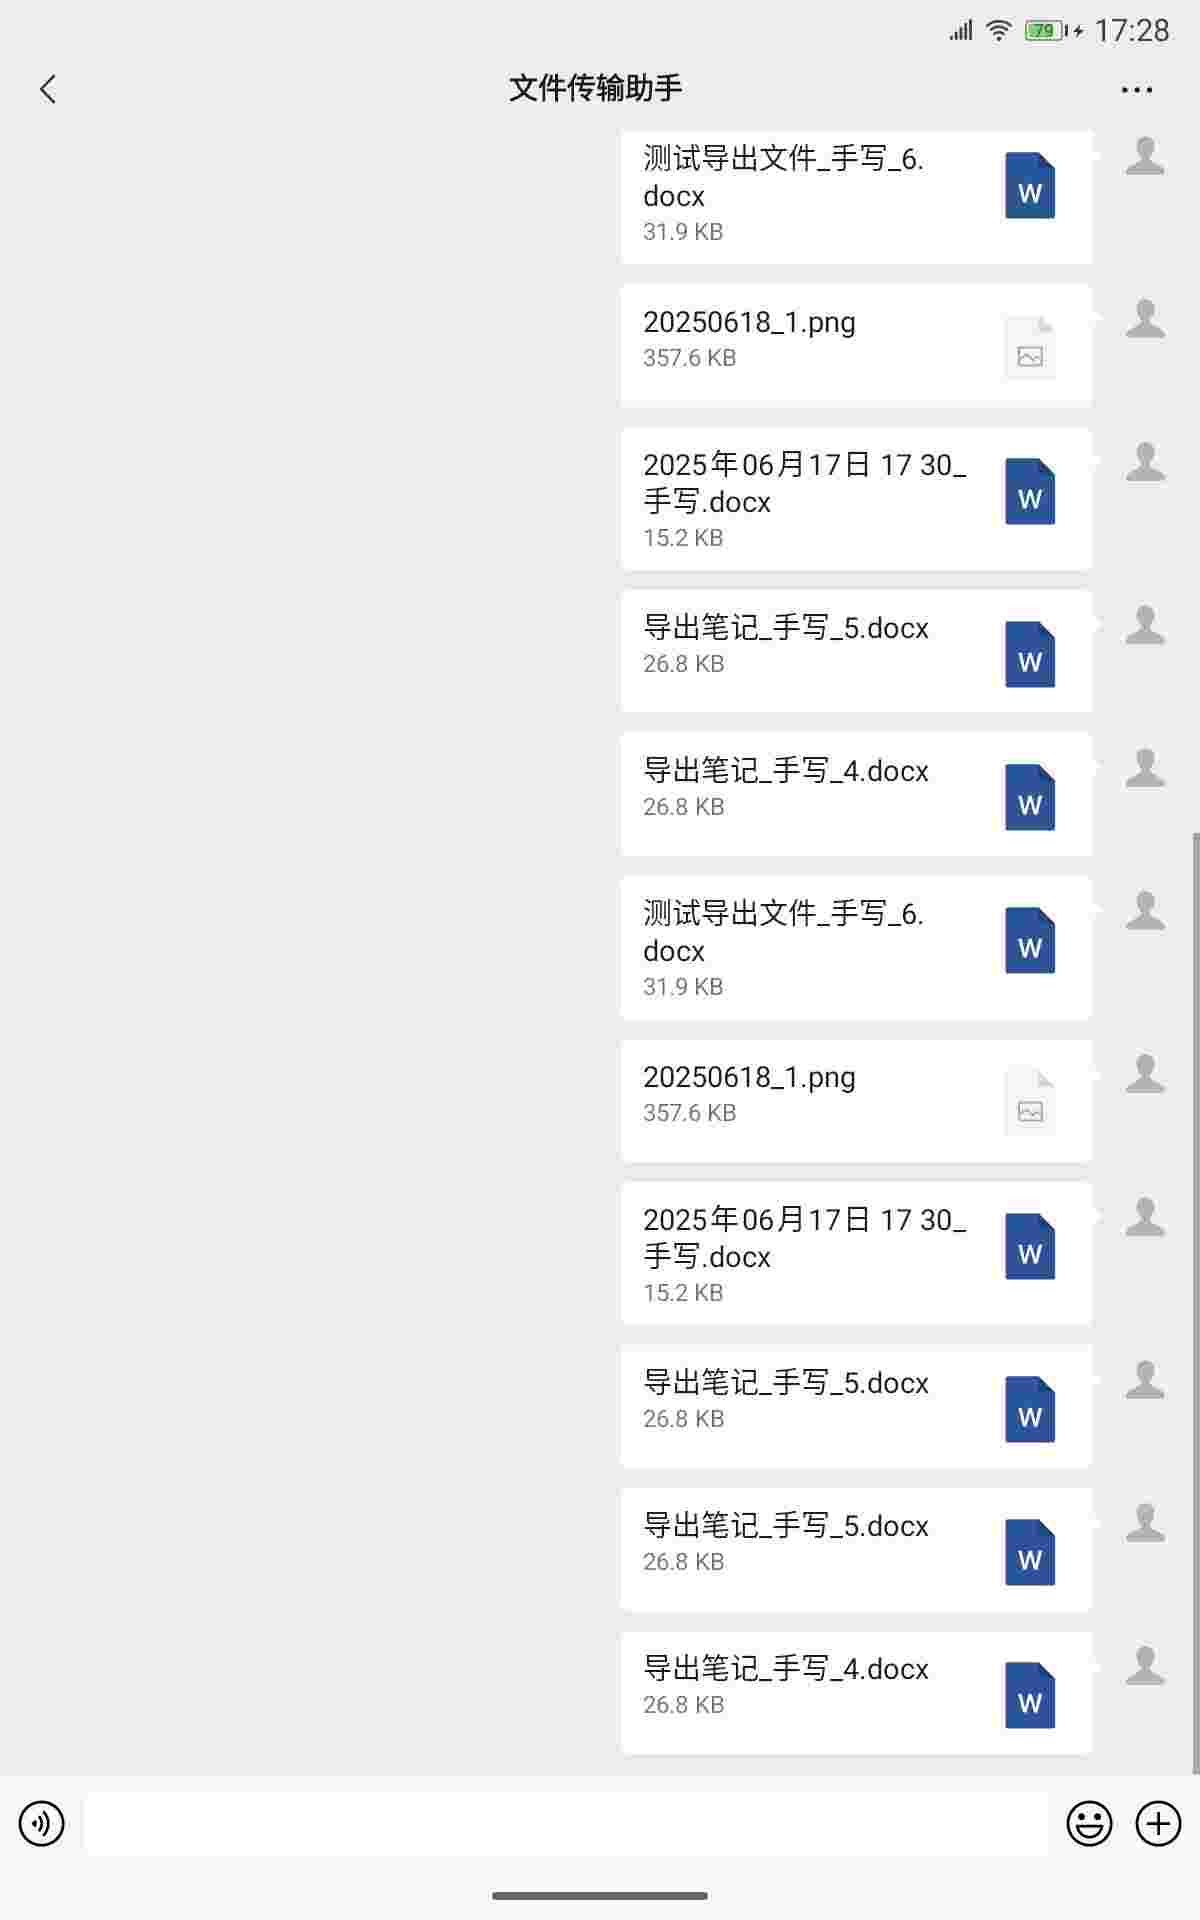 79 17:28
文件传输助手
测试导出文件_手写_6.
docx
31.9 KB
W
20250618_1.png
357.6 KB
2025年06月17日 17 30_
手写.docx
15.2 KB
W
导出笔记_手写_5.docx
26.8 KB
W
导出笔记_手写_4.docx
26.8 KB
W
测试导出文件_手写_6.
docx
31.9 KB
W
20250618_1.png
357.6 KB
2025年06月17日 17 30_
手写.docx
15.2 KB
W
导出笔记_手写_5.docx
26.8 KB
W
导出笔记_手写_5.docx
26.8 KB
W
导出笔记_手写_4.docx
26.8 KB
W